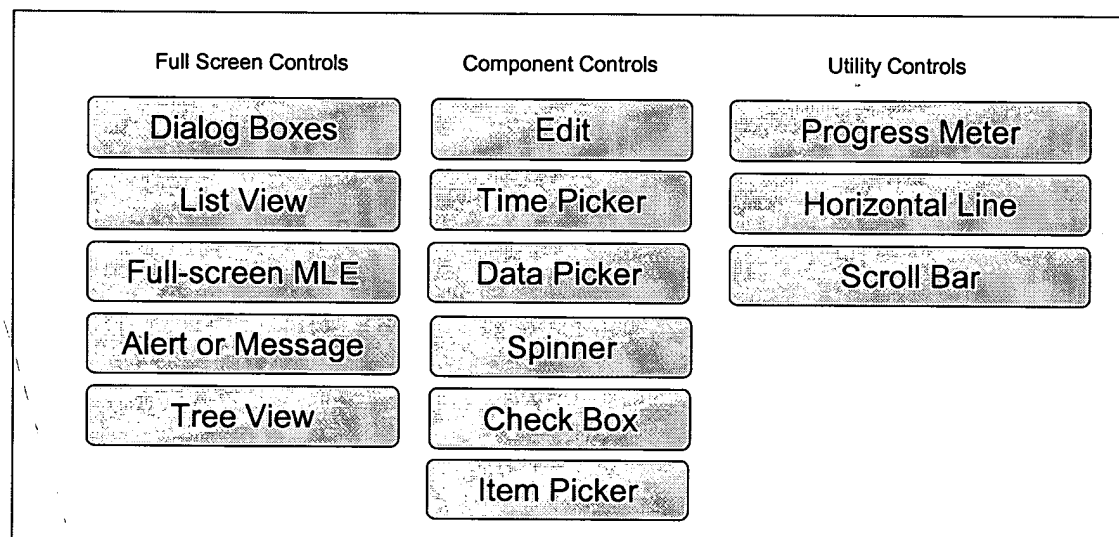 Full Screen Controls
Dialog Boxes
List View
Full-screen MLE
Alert or Message
Tree View
Component Controls
Edit
Time Picker
Data Picker
Spinner
Check Box
Item Picker
Utility Controls
Progress Meter
Horizontal Line
Scroll Bar